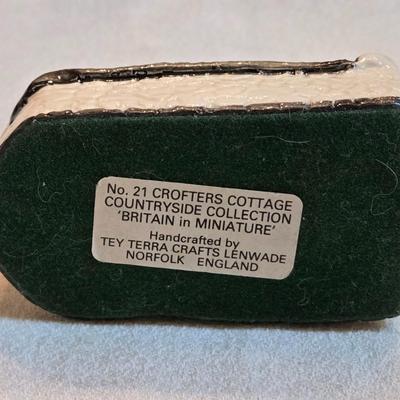 No. 21 CROFTERS COTTAGE
COUNTRYSIDE COLLECTION
'BRITAIN in MINIATURE'
Handcrafted by
TEY TERRA CRAFTS LENWADE
NORFOLK ENGLAND